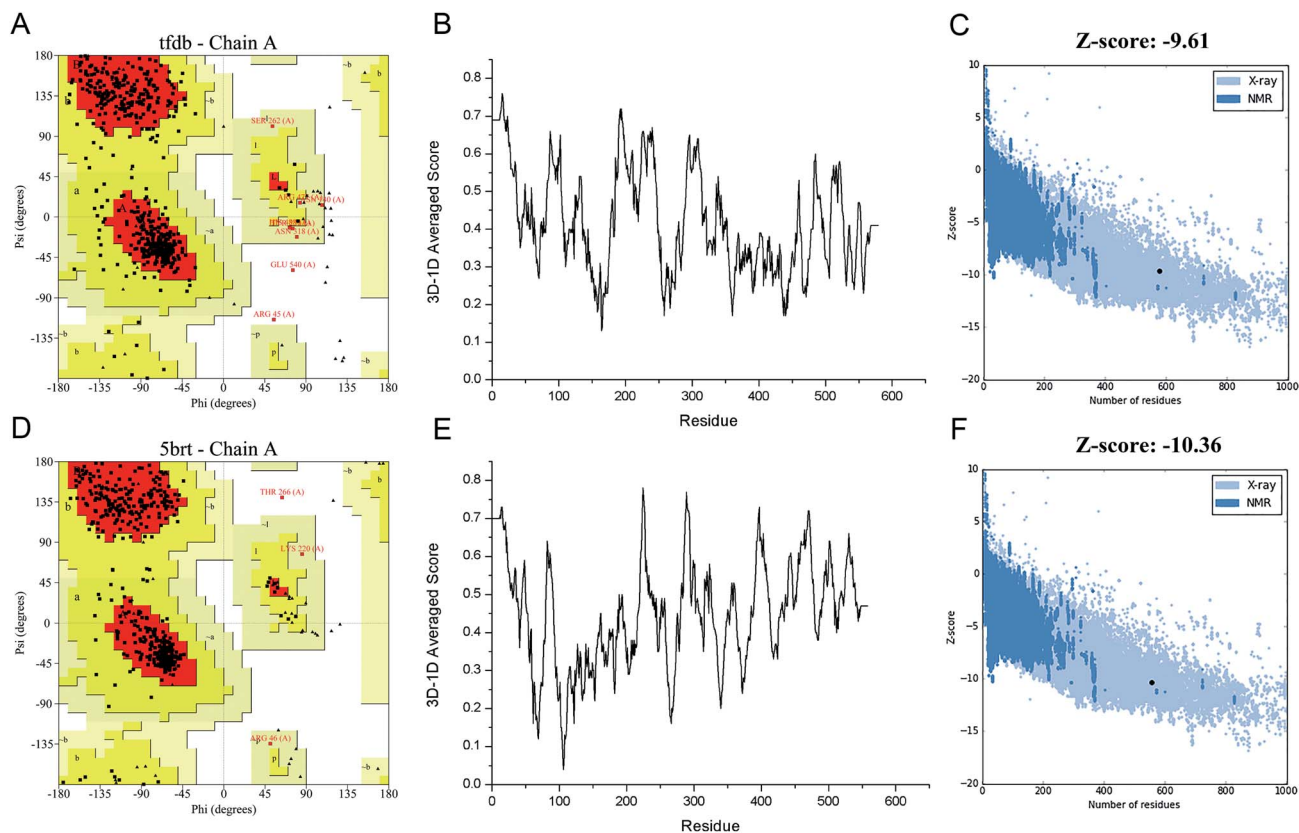 A
tfdb - Chain A
180
135
90
45
0
-45
-90
-135
-180
Psi (degrees)
B
b
~b
~b
b
~b
a
~a
l
L
SER 262 (A)
ASN 318 (A)
GLU 540 (A)
ARG 45 (A)
~p
p
b
~b
~b
-180 -135 -90 -45 0 45 90 135 180
Phi (degrees)
B
3D-1D Averaged Score
0.8
0.7
0.6
0.5
0.4
0.3
0.2
0.1
0.0
0 100 200 300 400 500 600
Residue
C
Z-score: -9.61
X-ray
NMR
Z-score
10
5
0
−5
−10
−15
−20
0 200 400 600 800 1000
Number of residues
D
5brt - Chain A
180
135
90
45
0
-45
-90
-135
-180
Psi (degrees)
b
~b
~b
b
THR 266 (A)
~l
l
LYS 220 (A)
a
~a
ARG 46 (A)
p
b
~b
~b
-180 -135 -90 -45 0 45 90 135 180
Phi (degrees)
E
3D-1D Averaged Score
0.8
0.7
0.6
0.5
0.4
0.3
0.2
0.1
0.0
0 100 200 300 400 500 600
Residue
F
Z-score: -10.36
X-ray
NMR
Z-score
10
5
0
−5
−10
−15
−20
0 200 400 600 800 1000
Number of residues